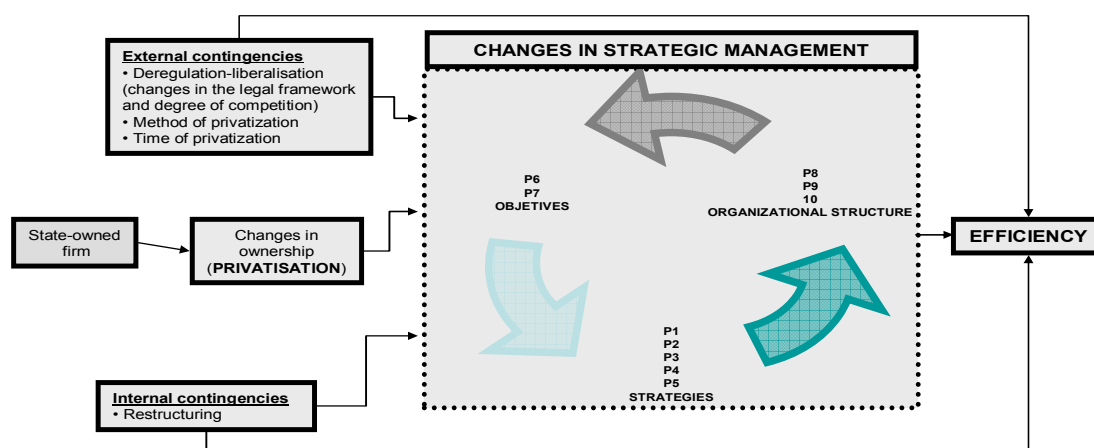 External contingencies
• Deregulation-liberalisation
(changes in the legal framework
and degree of competition)
• Method of privatization
• Time of privatization
CHANGES IN STRATEGIC MANAGEMENT
P6
P7
OBJETIVES
P8
P9
10
ORGANIZATIONAL STRUCTURE
State-owned
firm
Changes in
ownership
(PRIVATISATION)
EFFICIENCY
P1
P2
P3
P4
P5
STRATEGIES
Internal contingencies
• Restructuring